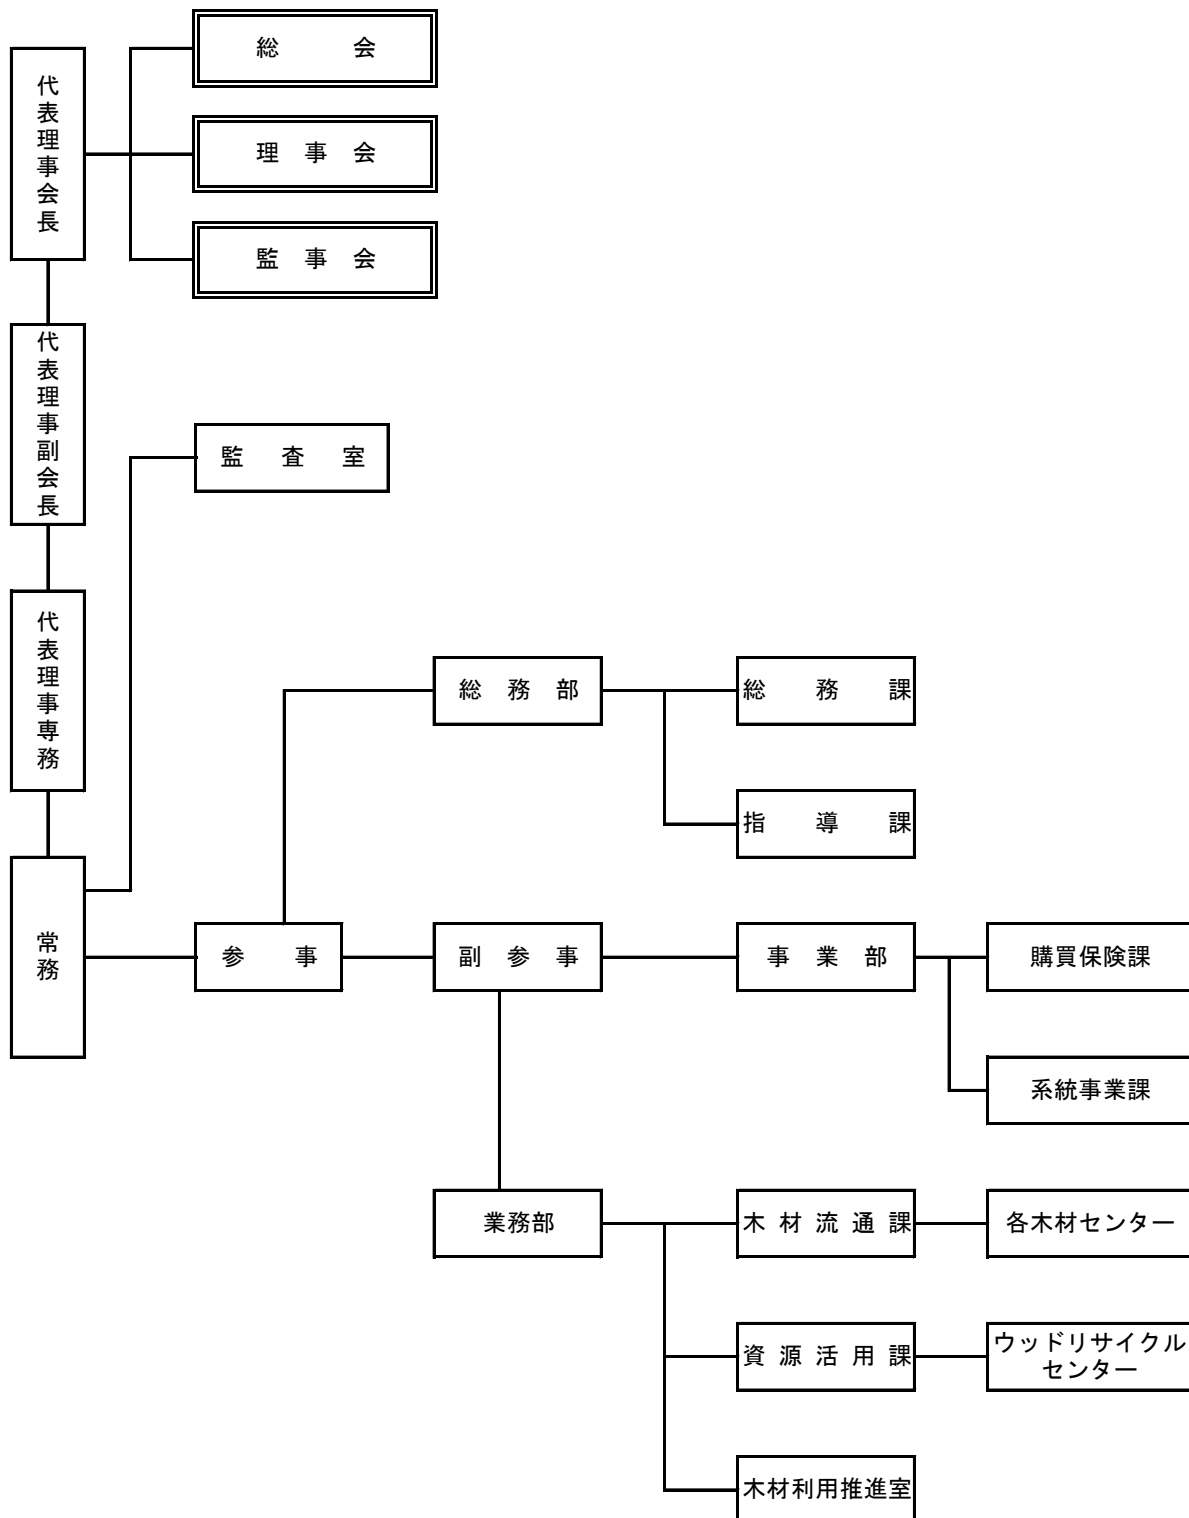 代表理事会長
総会
理事会
監事会
代表理事副会長
監査室
代表理事専務
総務部
総務課
指導課
常務
参事
副参事
事業部
購買保険課
系統事業課
業務部
木材流通課
各木材センター
資源活用課
ウッドリサイクル
センター
木材利用推進室